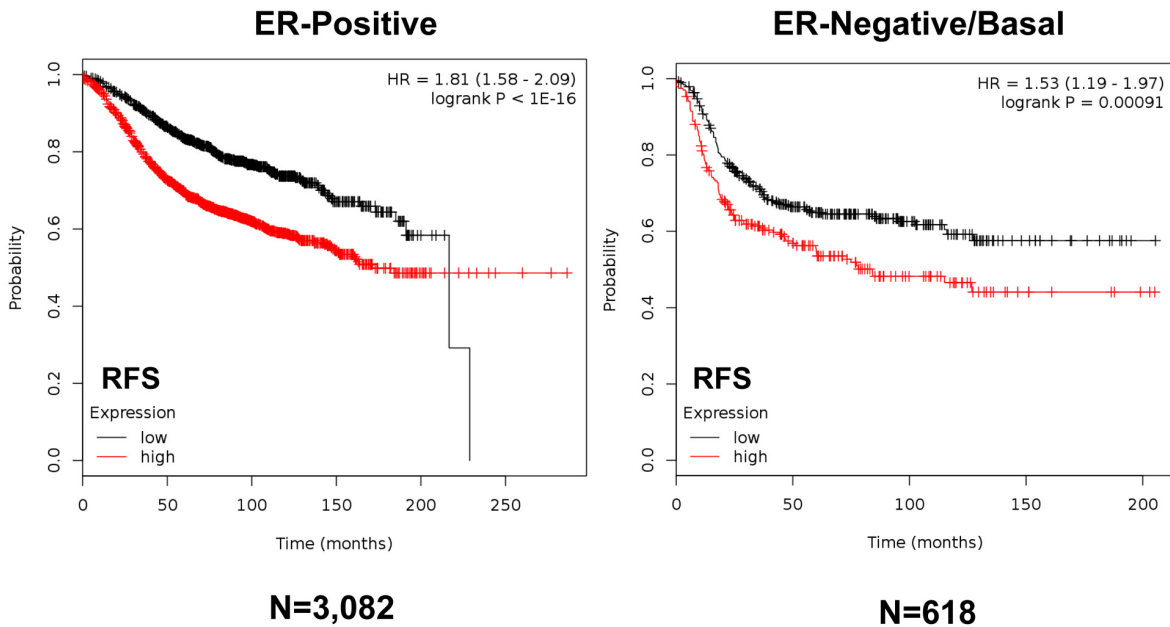 ER-Positive
HR = 1.81 (1.58 - 2.09)
logrank P < 1E-16
Probability
1.0
0.8
0.6
0.4
0.2
0.0
RFS
Expression
low
high
0 50 100 150 200 250
Time (months)
N=3,082
ER-Negative/Basal
HR = 1.53 (1.19 - 1.97)
logrank P = 0.00091
Probability
1.0
0.8
0.6
0.4
0.2
0.0
RFS
Expression
low
high
0 50 100 150 200
Time (months)
N=618